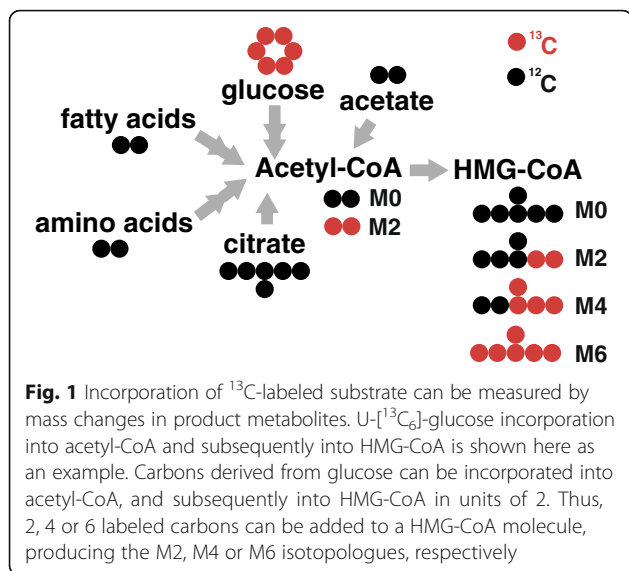 ¹³C
¹²C
glucose
acetate
fatty acids
Acetyl-CoA
HMG-CoA
M0
M2
M0
amino acids
citrate
M2
M4
M6
Fig. 1 Incorporation of ¹³C-labeled substrate can be measured by
mass changes in product metabolites. U-[¹³C₆]-glucose incorporation
into acetyl-CoA and subsequently into HMG-CoA is shown here as
an example. Carbons derived from glucose can be incorporated into
acetyl-CoA, and subsequently into HMG-CoA in units of 2. Thus,
2, 4 or 6 labeled carbons can be added to a HMG-CoA molecule,
producing the M2, M4 or M6 isotopologues, respectively